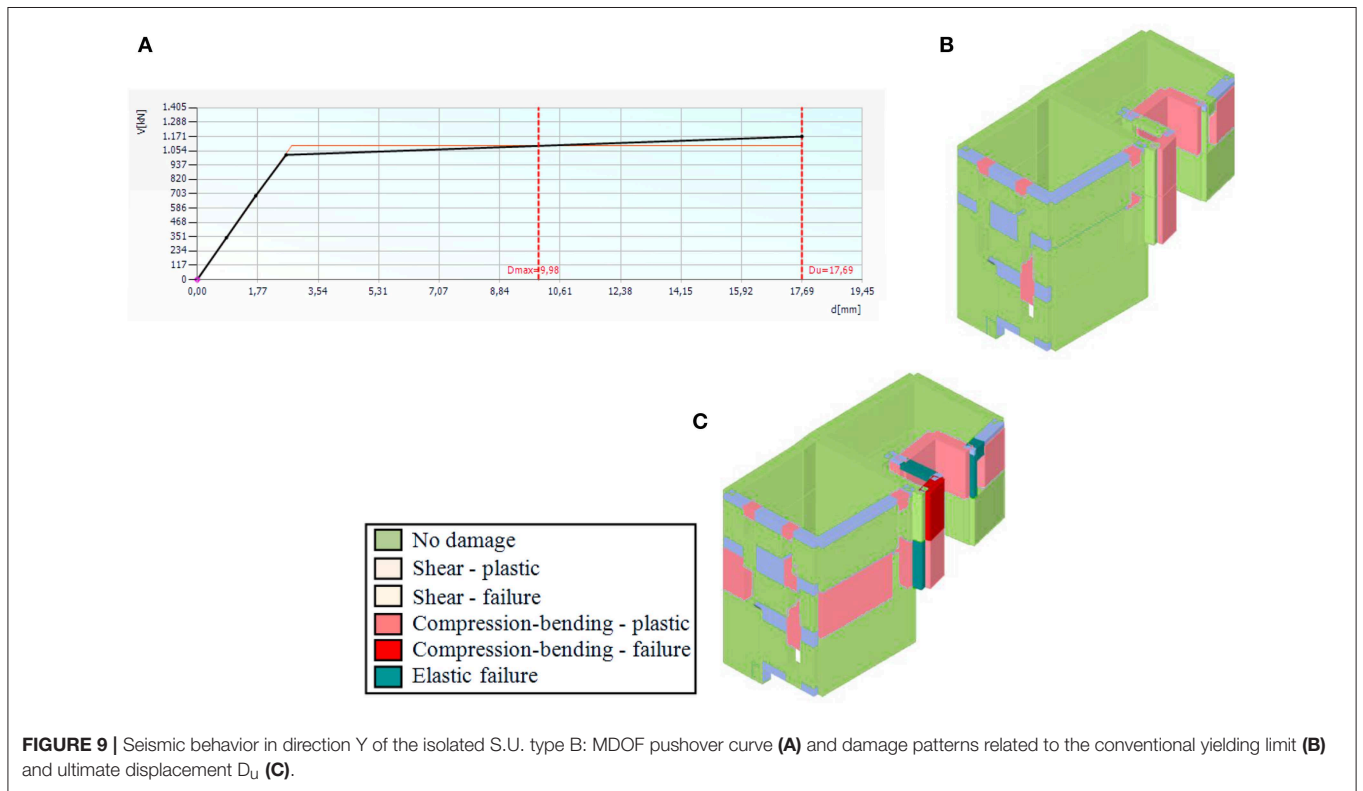 A
B
V[kN]
1.405
1.288
1.171
1.054
937
820
703
586
468
351
234
117
0
Dmax=9,98
Du=17,69
0,00 1,77 3,54 5,31 7,07 8,84 10,61 12,38 14,15 15,92 17,69 19,45
d[mm]
C
No damage
Shear - plastic
Shear - failure
Compression-bending - plastic
Compression-bending - failure
Elastic failure
FIGURE 9 | Seismic behavior in direction Y of the isolated S.U. type B: MDOF pushover curve (A) and damage patterns related to the conventional yielding limit (B)
and ultimate displacement Du (C).